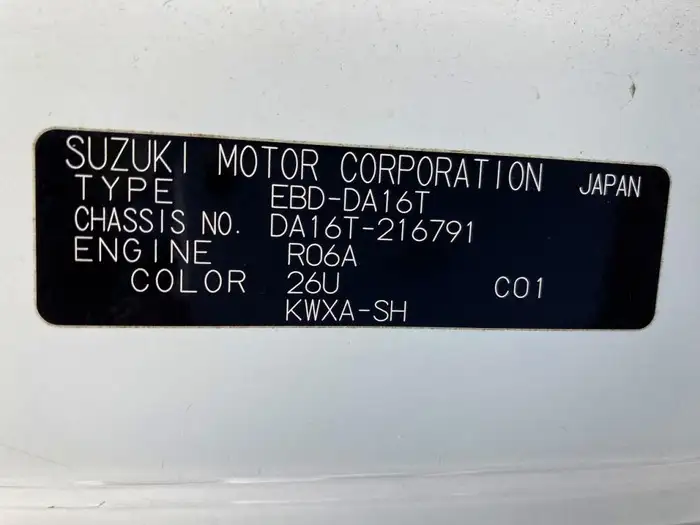 SUZUKI MOTOR CORPORATION JAPAN
TYPE EBD-DA16T
CHASSIS NO. DA16T-216791
ENGINE R06A
COLOR 26U C01
KWXA-SH